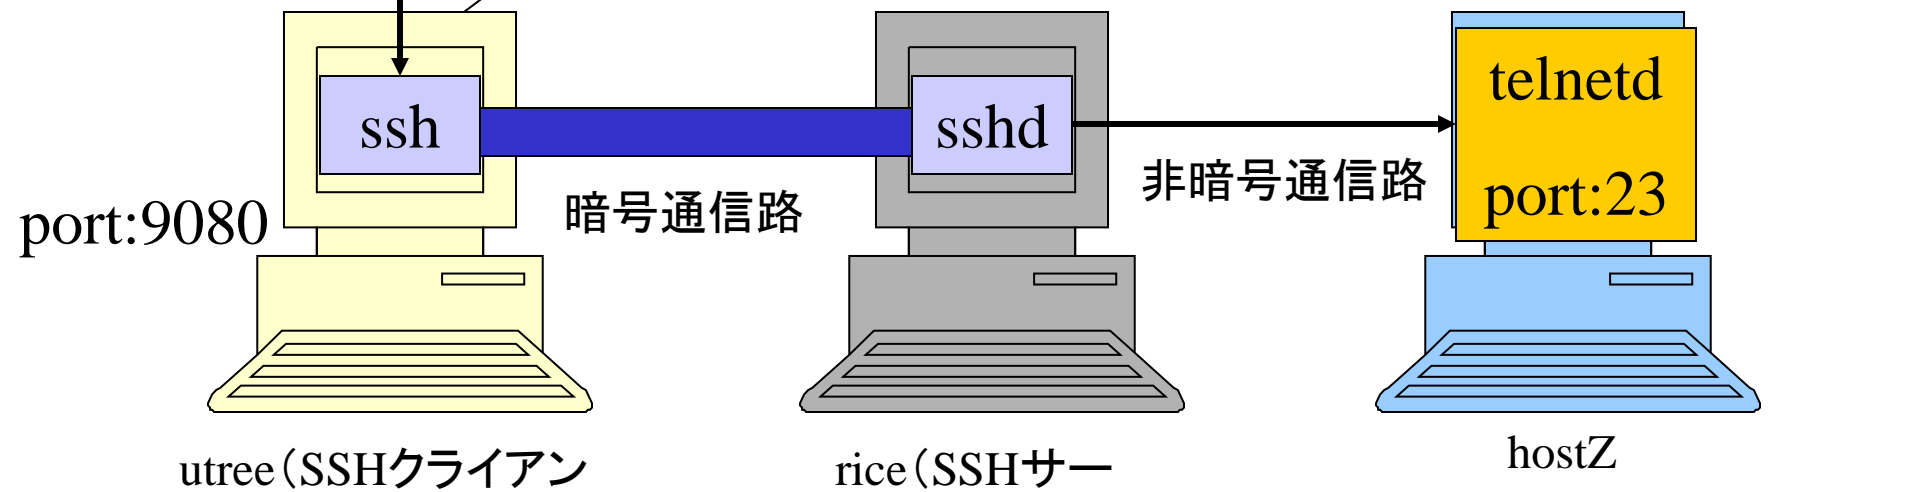 ssh
sshd
telnetd
port:23
port:9080
暗号通信路
非暗号通信路
utree（SSHクライアン
rice（SSHサー
hostZ